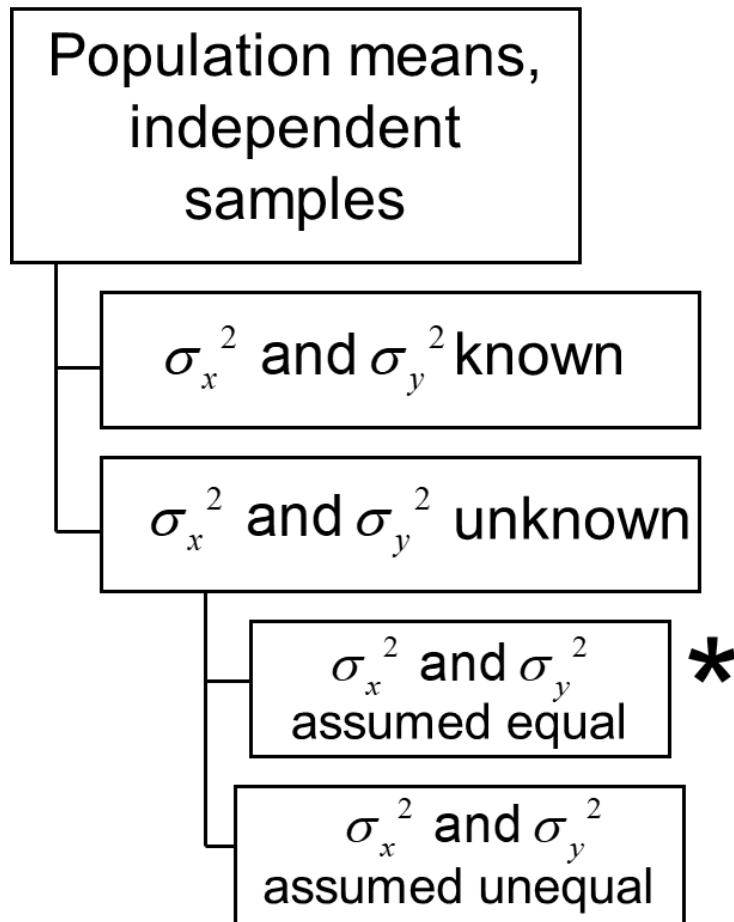 Population means,
independent
samples
σx² and σy² known
σx² and σy² unknown
σx² and σy² *
assumed equal
σx² and σy²
assumed unequal